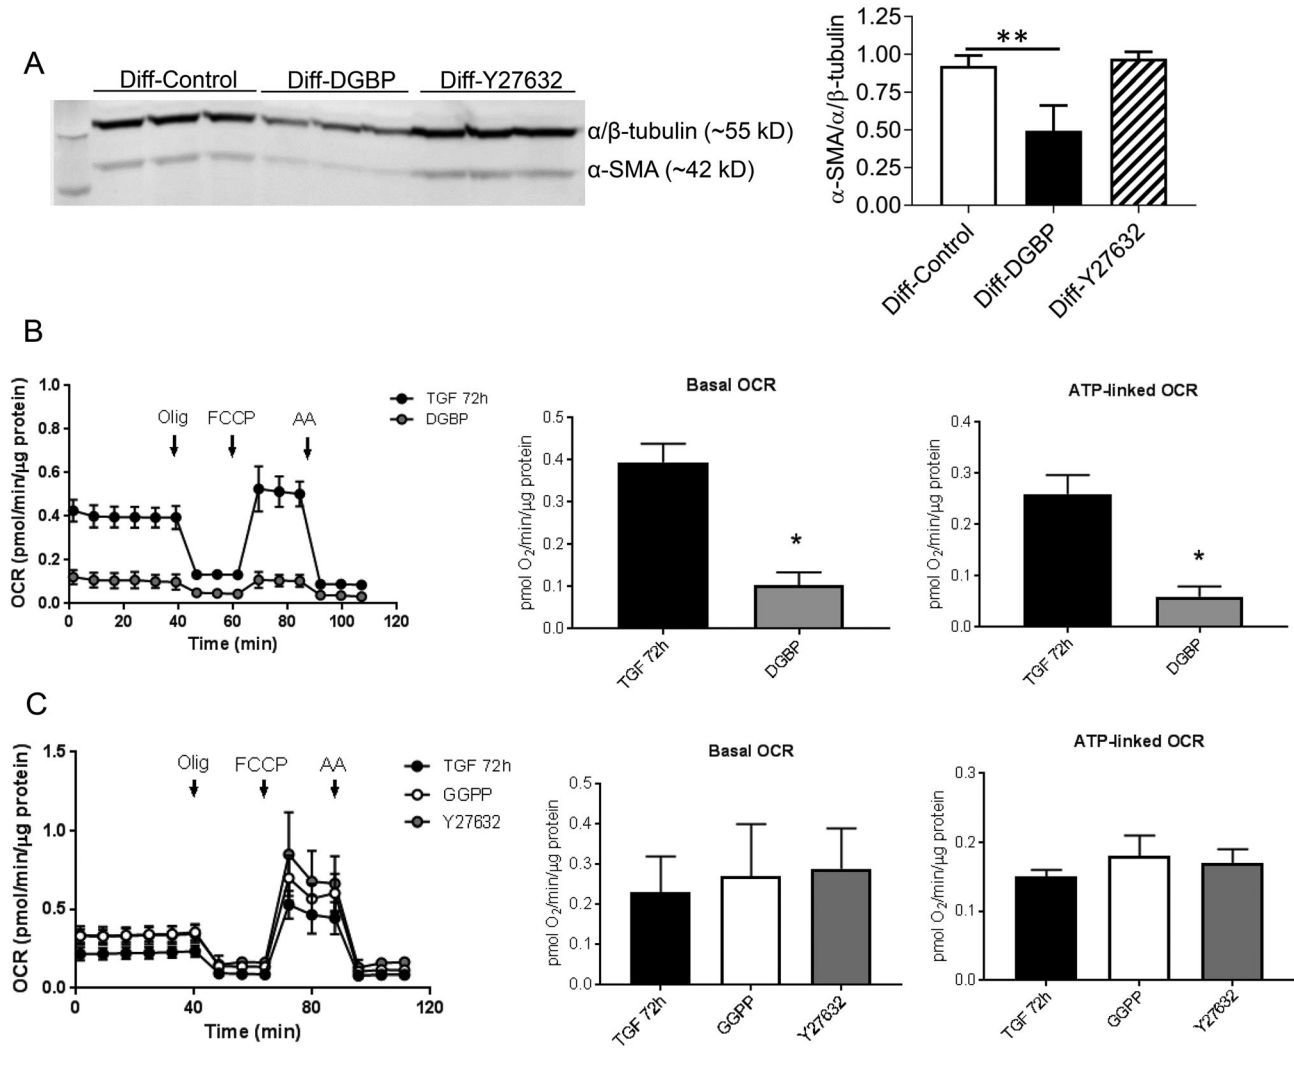 A
Diff-Control Diff-DGBP Diff-Y27632
α/β-tubulin (~55 kD)
α-SMA (~42 kD)
α-SMA/α/β-tubulin
1.25
1.00
0.75
0.50
0.25
0.00
**
Diff-Control
Diff-DGBP
Diff-Y27632
B
OCR (pmol/min/µg protein)
1.0
0.8
0.6
0.4
0.2
0.0
Olig FCCP AA
TGF 72h
DGBP
0 20 40 60 80 100 120
Time (min)
Basal OCR
pmol O2/min/µg protein
0.5
0.4
0.3
0.2
0.1
0.0
*
TGF 72h
DGBP
ATP-linked OCR
pmol O2/min/µg protein
0.4
0.3
0.2
0.1
0.0
*
TGF 72h
DGBP
C
OCR (pmol/min/µg protein)
1.5
1.0
0.5
0.0
Olig FCCP AA
TGF 72h
GGPP
Y27632
0 40 80 120
Time (min)
Basal OCR
pmol O2/min/µg protein
0.5
0.4
0.3
0.2
0.1
0.0
TGF 72h
GGPP
Y27632
ATP-linked OCR
pmol O2/min/µg protein
0.3
0.2
0.1
0.0
TGF 72h
GGPP
Y27632